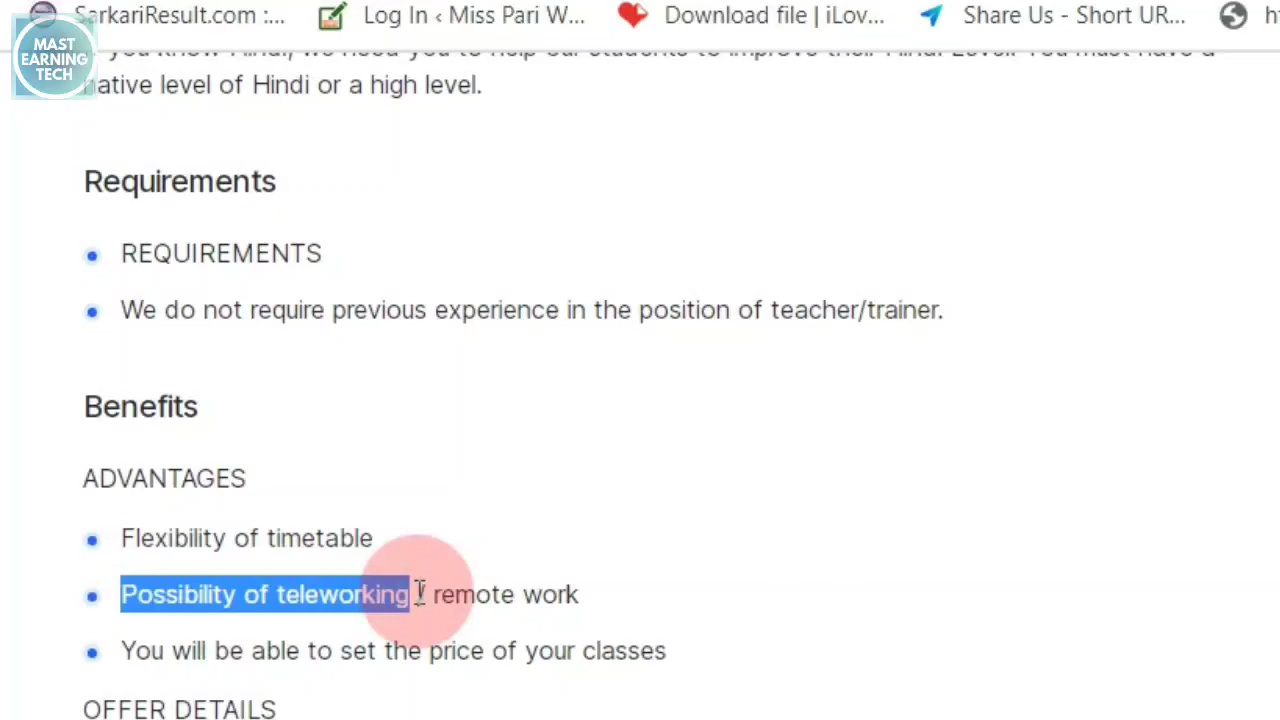 SarkariResult.com :...
Log In ‹ Miss Pari W...
Download file | iLov...
Share Us - Short UR...
MAST
EARNING
TECH
native level of Hindi or a high level.
Requirements
REQUIREMENTS
We do not require previous experience in the position of teacher/trainer.
Benefits
ADVANTAGES
Flexibility of timetable
Possibility of teleworking / remote work
You will be able to set the price of your classes
OFFER DETAILS